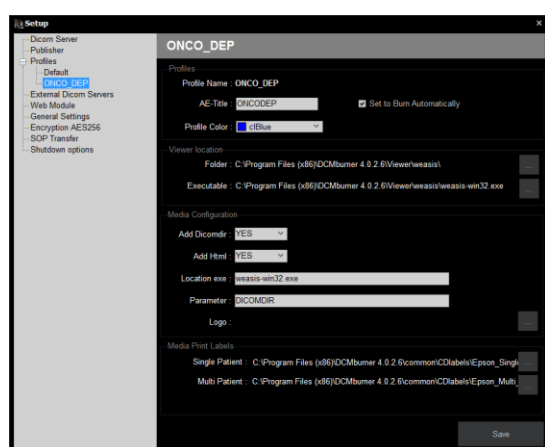 Setup
Dicom Server
Publisher
Profiles
Default
ONCO_DEP
External Dicom Servers
Web Module
General Settings
Encryption AES256
SOP Transfer
Shutdown options
ONCO_DEP
Profiles
Profile Name : ONCO_DEP
AE-Title : ONCODEP Set to Burn Automatically
Profile Color : clBlue
Viewer location
Folder : C:\Program Files (x86)\DCMburner 4.0.2.6\Viewer\weasis\ ...
Executable : C:\Program Files (x86)\DCMburner 4.0.2.6\Viewer\weasis\weasis-win32.exe ...
Media Configuration
Add Dicomdir : YES
Add Html : YES
Location exe : weasis-win32.exe
Parameter : DICOMDIR
Logo : ...
Media Print Labels
Single Patient : C:\Program Files (x86)\DCMburner 4.0.2.6\common\CDlabels\Epson_Singl ...
Multi Patient : C:\Program Files (x86)\DCMburner 4.0.2.6\common\CDlabels\Epson_Multi_ ...
Save